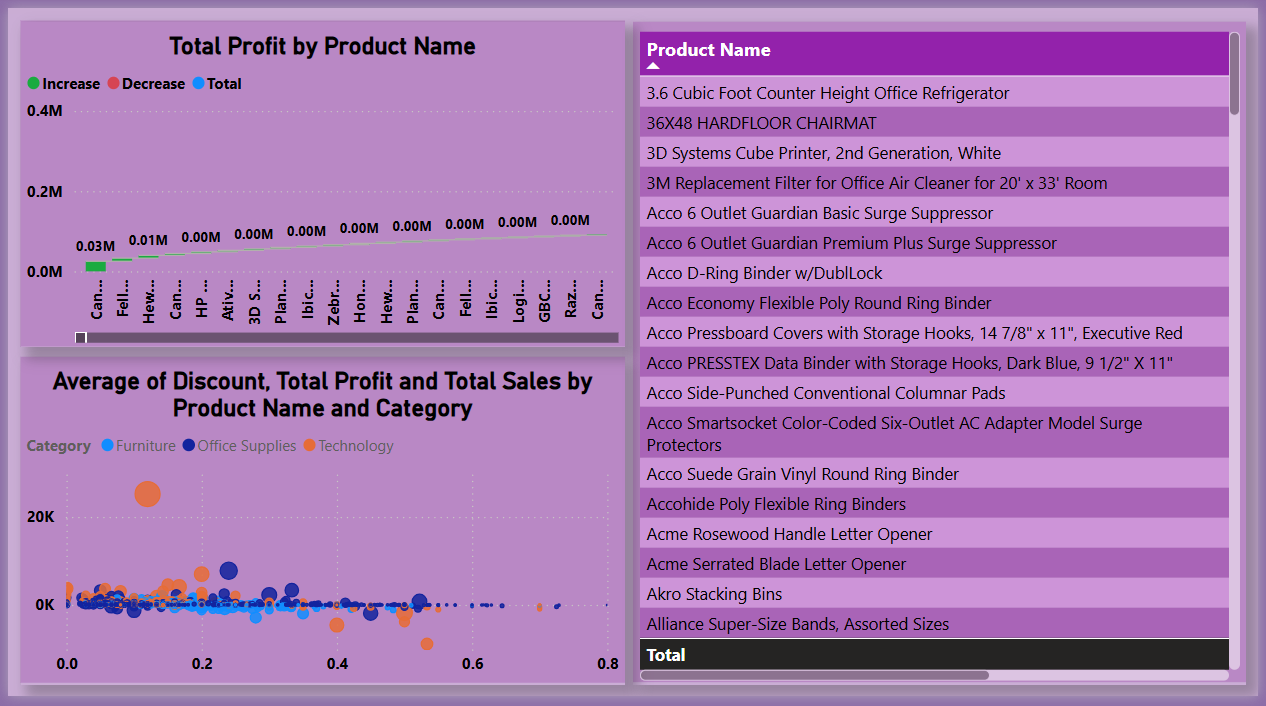 Total Profit by Product Name
Increase Decrease Total
0.4M
0.2M
0.0M
0.03M 0.01M 0.00M 0.00M 0.00M 0.00M 0.00M 0.00M 0.00M 0.00M
Can...
Fell...
Hew...
Can...
HP ...
Ativ...
3D S...
Plan...
Ibic...
Zebr...
Hon...
Hew...
Plan...
Can...
Fell...
Ibic...
Logi...
GBC...
Raz...
Can...
Average of Discount, Total Profit and Total Sales by
Product Name and Category
Category Furniture Office Supplies Technology
20K
0K
0.0 0.2 0.4 0.6 0.8
Product Name
3.6 Cubic Foot Counter Height Office Refrigerator
36X48 HARDFLOOR CHAIRMAT
3D Systems Cube Printer, 2nd Generation, White
3M Replacement Filter for Office Air Cleaner for 20' x 33' Room
Acco 6 Outlet Guardian Basic Surge Suppressor
Acco 6 Outlet Guardian Premium Plus Surge Suppressor
Acco D-Ring Binder w/DublLock
Acco Economy Flexible Poly Round Ring Binder
Acco Pressboard Covers with Storage Hooks, 14 7/8" x 11", Executive Red
Acco PRESSTEX Data Binder with Storage Hooks, Dark Blue, 9 1/2" X 11"
Acco Side-Punched Conventional Columnar Pads
Acco Smartsocket Color-Coded Six-Outlet AC Adapter Model Surge
Protectors
Acco Suede Grain Vinyl Round Ring Binder
Accohide Poly Flexible Ring Binders
Acme Rosewood Handle Letter Opener
Acme Serrated Blade Letter Opener
Akro Stacking Bins
Alliance Super-Size Bands, Assorted Sizes
Total